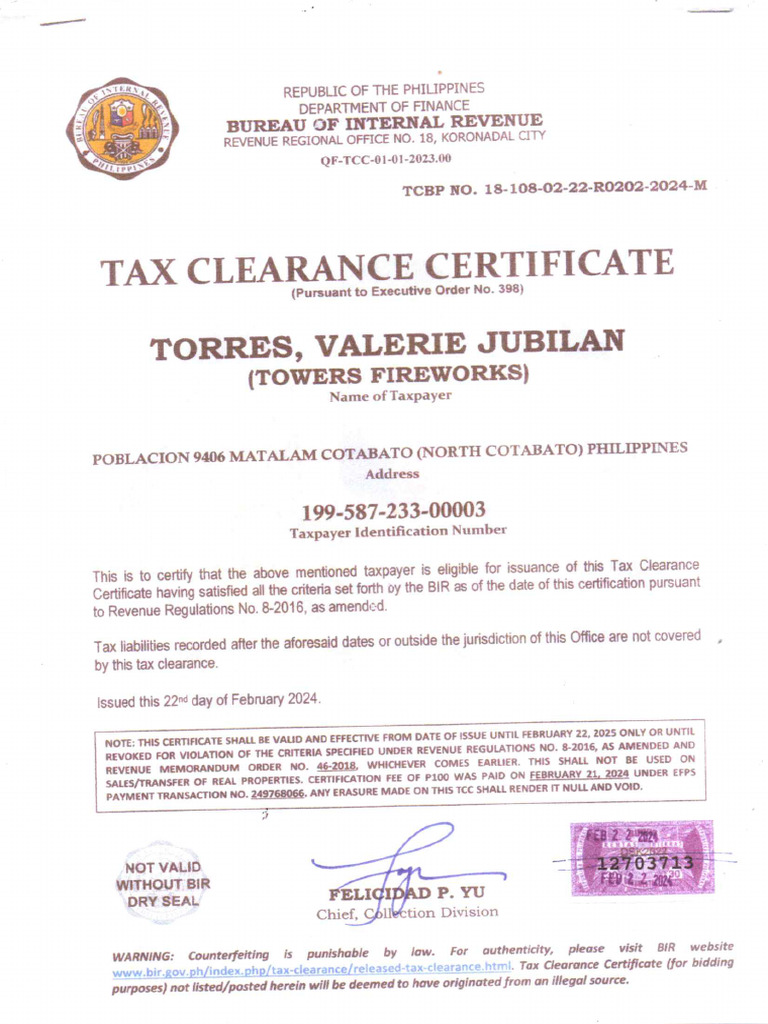 BUREAU OF INTERNAL REVENUE
PHILIPPINES
REPUBLIC OF THE PHILIPPINES
DEPARTMENT OF FINANCE
BUREAU OF INTERNAL REVENUE
REVENUE REGIONAL OFFICE NO. 18, KORONADAL CITY
QF-TCC-01-01-2023.00
TCBP NO. 18-108-02-22-R0202-2024-M
TAX CLEARANCE CERTIFICATE
(Pursuant to Executive Order No. 398)
TORRES, VALERIE JUBILAN
(TOWERS FIREWORKS)
Name of Taxpayer
POBLACION 9406 MATALAM COTABATO (NORTH COTABATO) PHILIPPINES
Address
199-587-233-00003
Taxpayer Identification Number
This is to certify that the above mentioned taxpayer is eligible for issuance of this Tax Clearance
Certificate having satisfied all the criteria set forth by the BIR as of the date of this certification pursuant
to Revenue Regulations No. 8-2016, as amended.
Tax liabilities recorded after the aforesaid dates or outside the jurisdiction of this Office are not covered
by this tax clearance.
Issued this 22nd day of February 2024.
NOTE: THIS CERTIFICATE SHALL BE VALID AND EFFECTIVE FROM DATE OF ISSUE UNTIL FEBRUARY 22, 2025 ONLY OR UNTIL
REVOKED FOR VIOLATION OF THE CRITERIA SPECIFIED UNDER REVENUE REGULATIONS NO. 8-2016, AS AMENDED AND
REVENUE MEMORANDUM ORDER NO. 46-2018, WHICHEVER COMES EARLIER. THIS SHALL NOT BE USED ON
SALES/TRANSFER OF REAL PROPERTIES. CERTIFICATION FEE OF P100 WAS PAID ON FEBRUARY 21, 2024 UNDER EFPS
PAYMENT TRANSACTION NO. 249768066. ANY ERASURE MADE ON THIS TCC SHALL RENDER IT NULL AND VOID.
NOT VALID
WITHOUT BIR
DRY SEAL
FELICIDAD P. YU
Chief, Collection Division
FEB 22 2024
12703713
FEB 22 2024
WARNING: Counterfeiting is punishable by law. For authenticity, please visit BIR website
www.bir.gov.ph/index.php/tax-clearance/released-tax-clearance.html. Tax Clearance Certificate (for bidding
purposes) not listed/posted herein will be deemed to have originated from an illegal source.